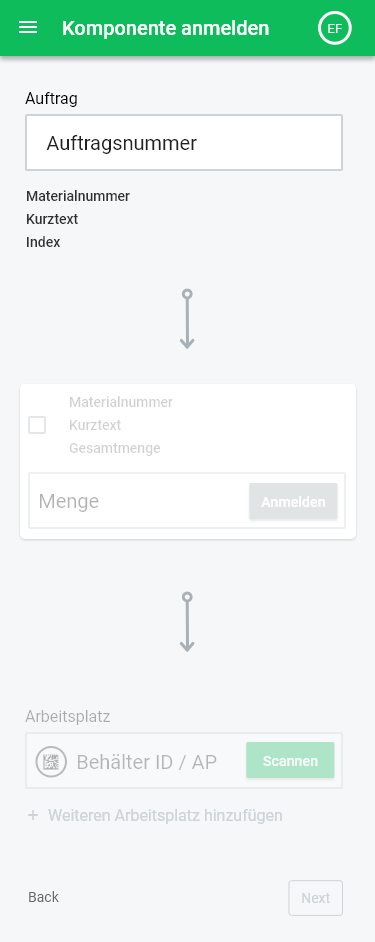 Komponente anmelden
EF
Auftrag
Auftragsnummer
Materialnummer
Kurztext
Index
Materialnummer
Kurztext
Gesamtmenge
Menge
Anmelden
Arbeitsplatz
Behälter ID / AP
Scannen
+ Weiteren Arbeitsplatz hinzufügen
Back
Next